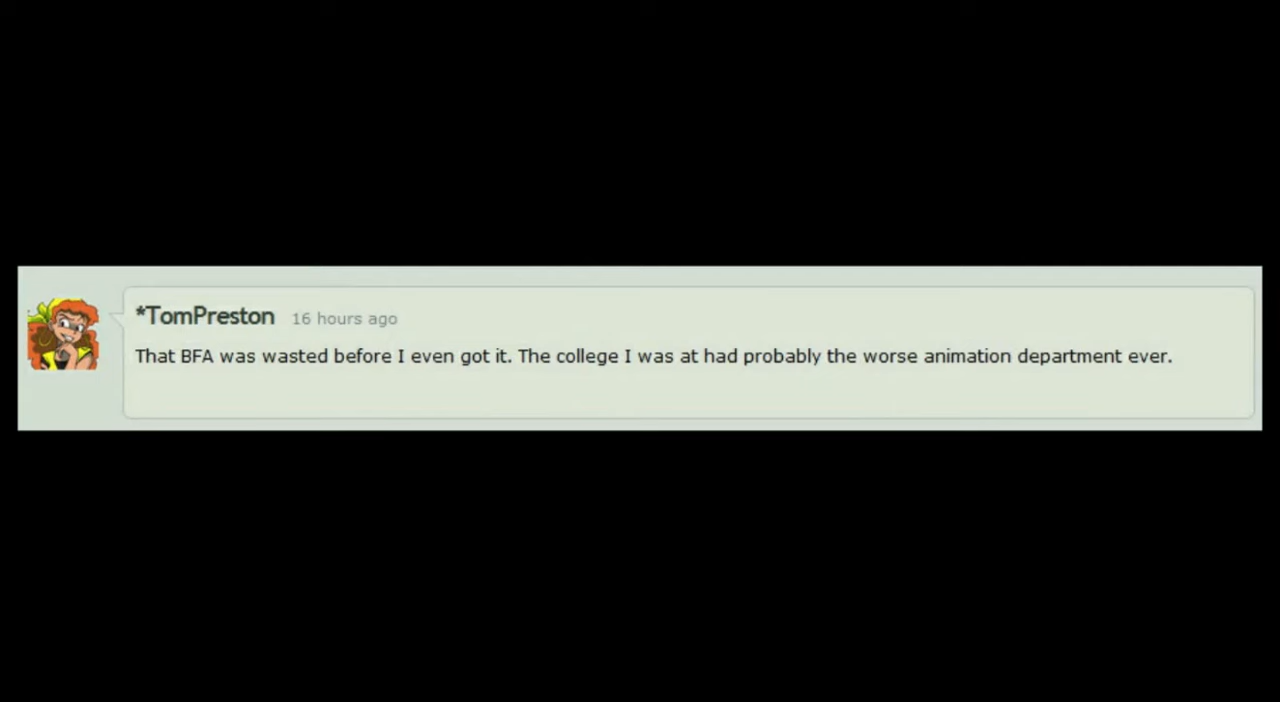 *TomPreston 16 hours ago
That BFA was wasted before I even got it. The college I was at had probably the worse animation department ever.